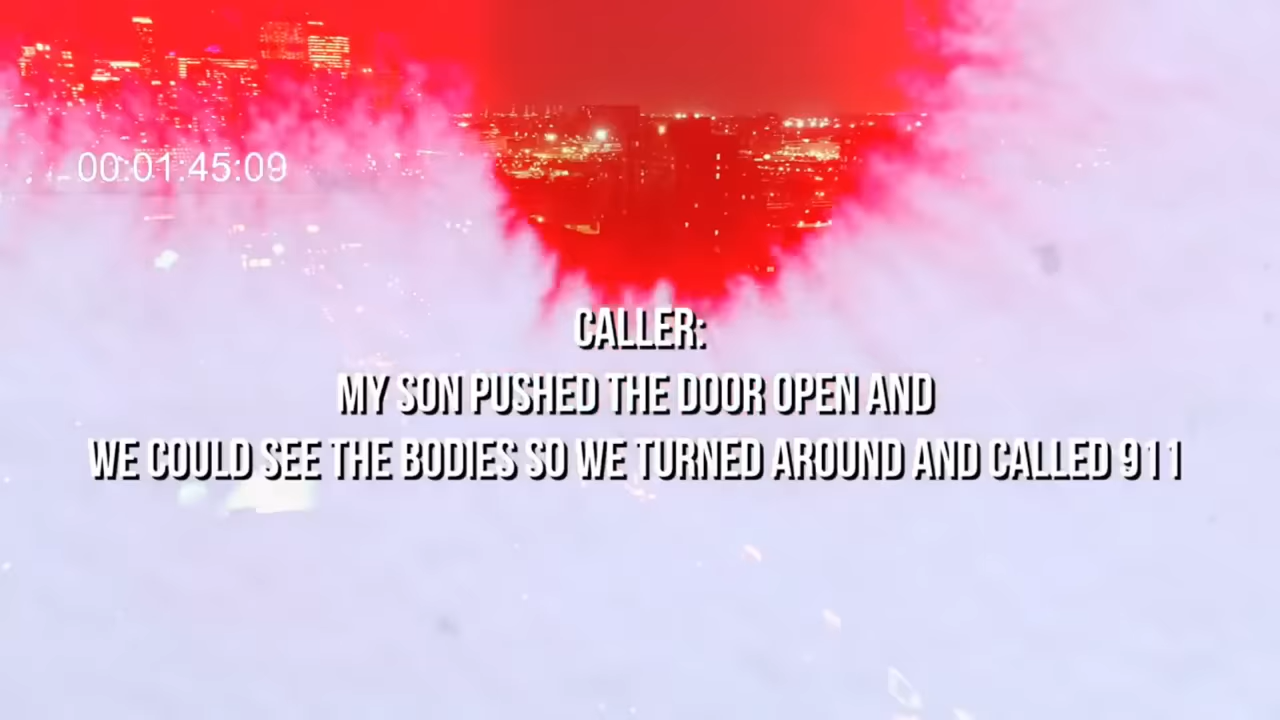 00:01:45:09
CALLER:
MY SON PUSHED THE DOOR OPEN AND
WE COULD SEE THE BODIES SO WE TURNED AROUND AND CALLED 911